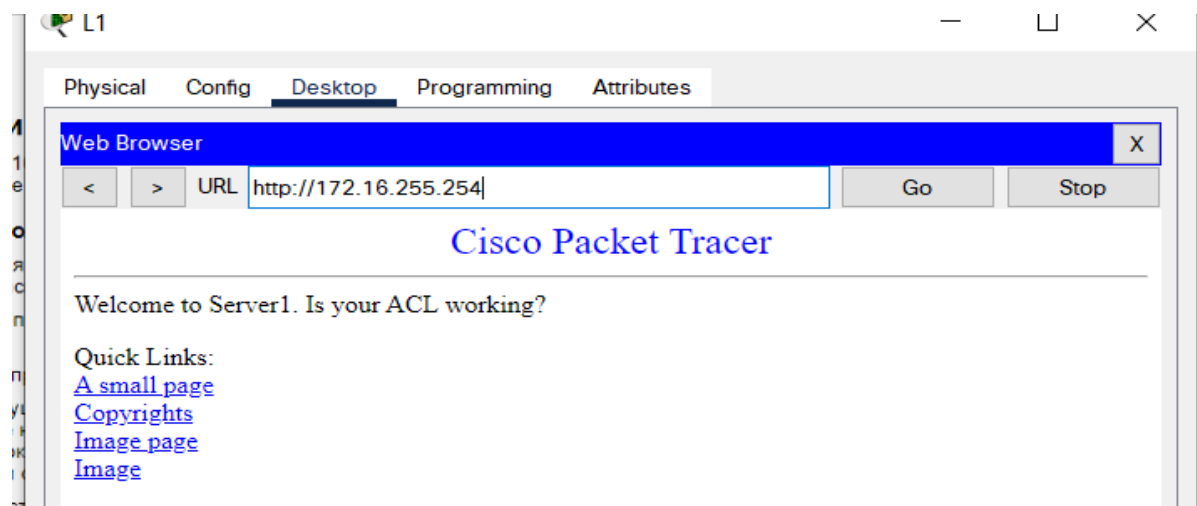 L1
Physical Config Desktop Programming Attributes
Web Browser X
< > URL http://172.16.255.254 Go Stop
Cisco Packet Tracer
Welcome to Server1. Is your ACL working?
Quick Links:
A small page
Copyrights
Image page
Image